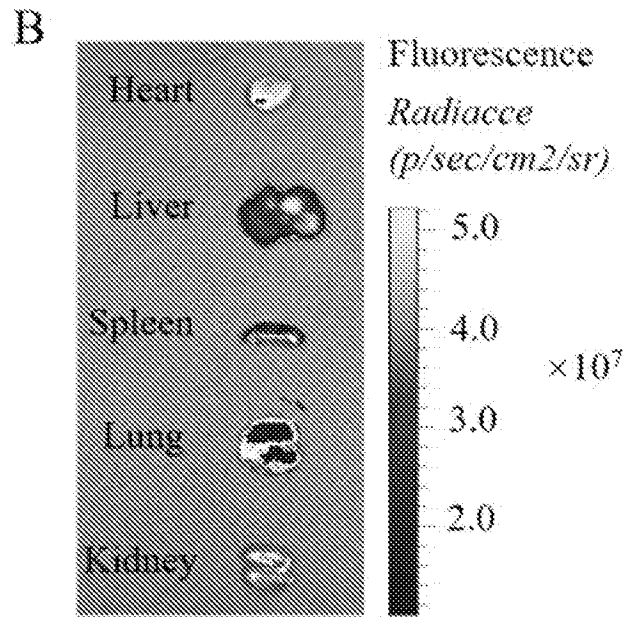 B
Heart
Liver
Spleen
Lung
Kidney
Fluorescence
Radiacce
(p/sec/cm2/sr)
5.0
4.0
×10⁷
3.0
2.0